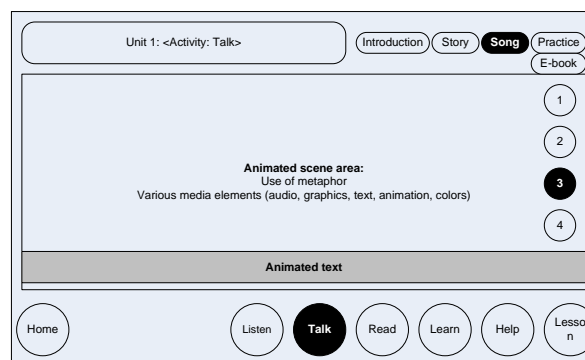 Unit 1: <Activity: Talk>
Introduction
Story
Song
Practice
E-book
1
2
3
4
Animated scene area:
Use of metaphor
Various media elements (audio, graphics, text, animation, colors)
Animated text
Home
Listen
Talk
Read
Learn
Help
Lesso
n